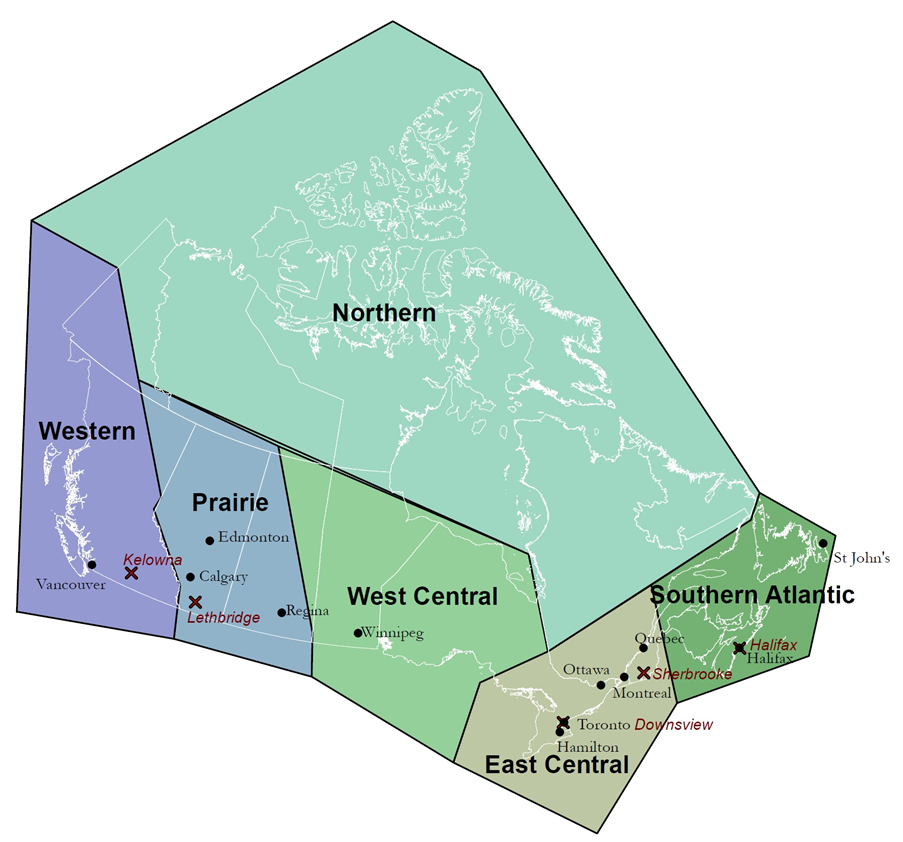 Northern
Western
Prairie
Edmonton
Kelowna
Calgary
Vancouver
Lethbridge
Regina
West Central
Winnipeg
St John's
Southern Atlantic
Quebec
Halifax
Halifax
Ottawa
Sherbrooke
Montreal
Toronto Downsview
Hamilton
East Central